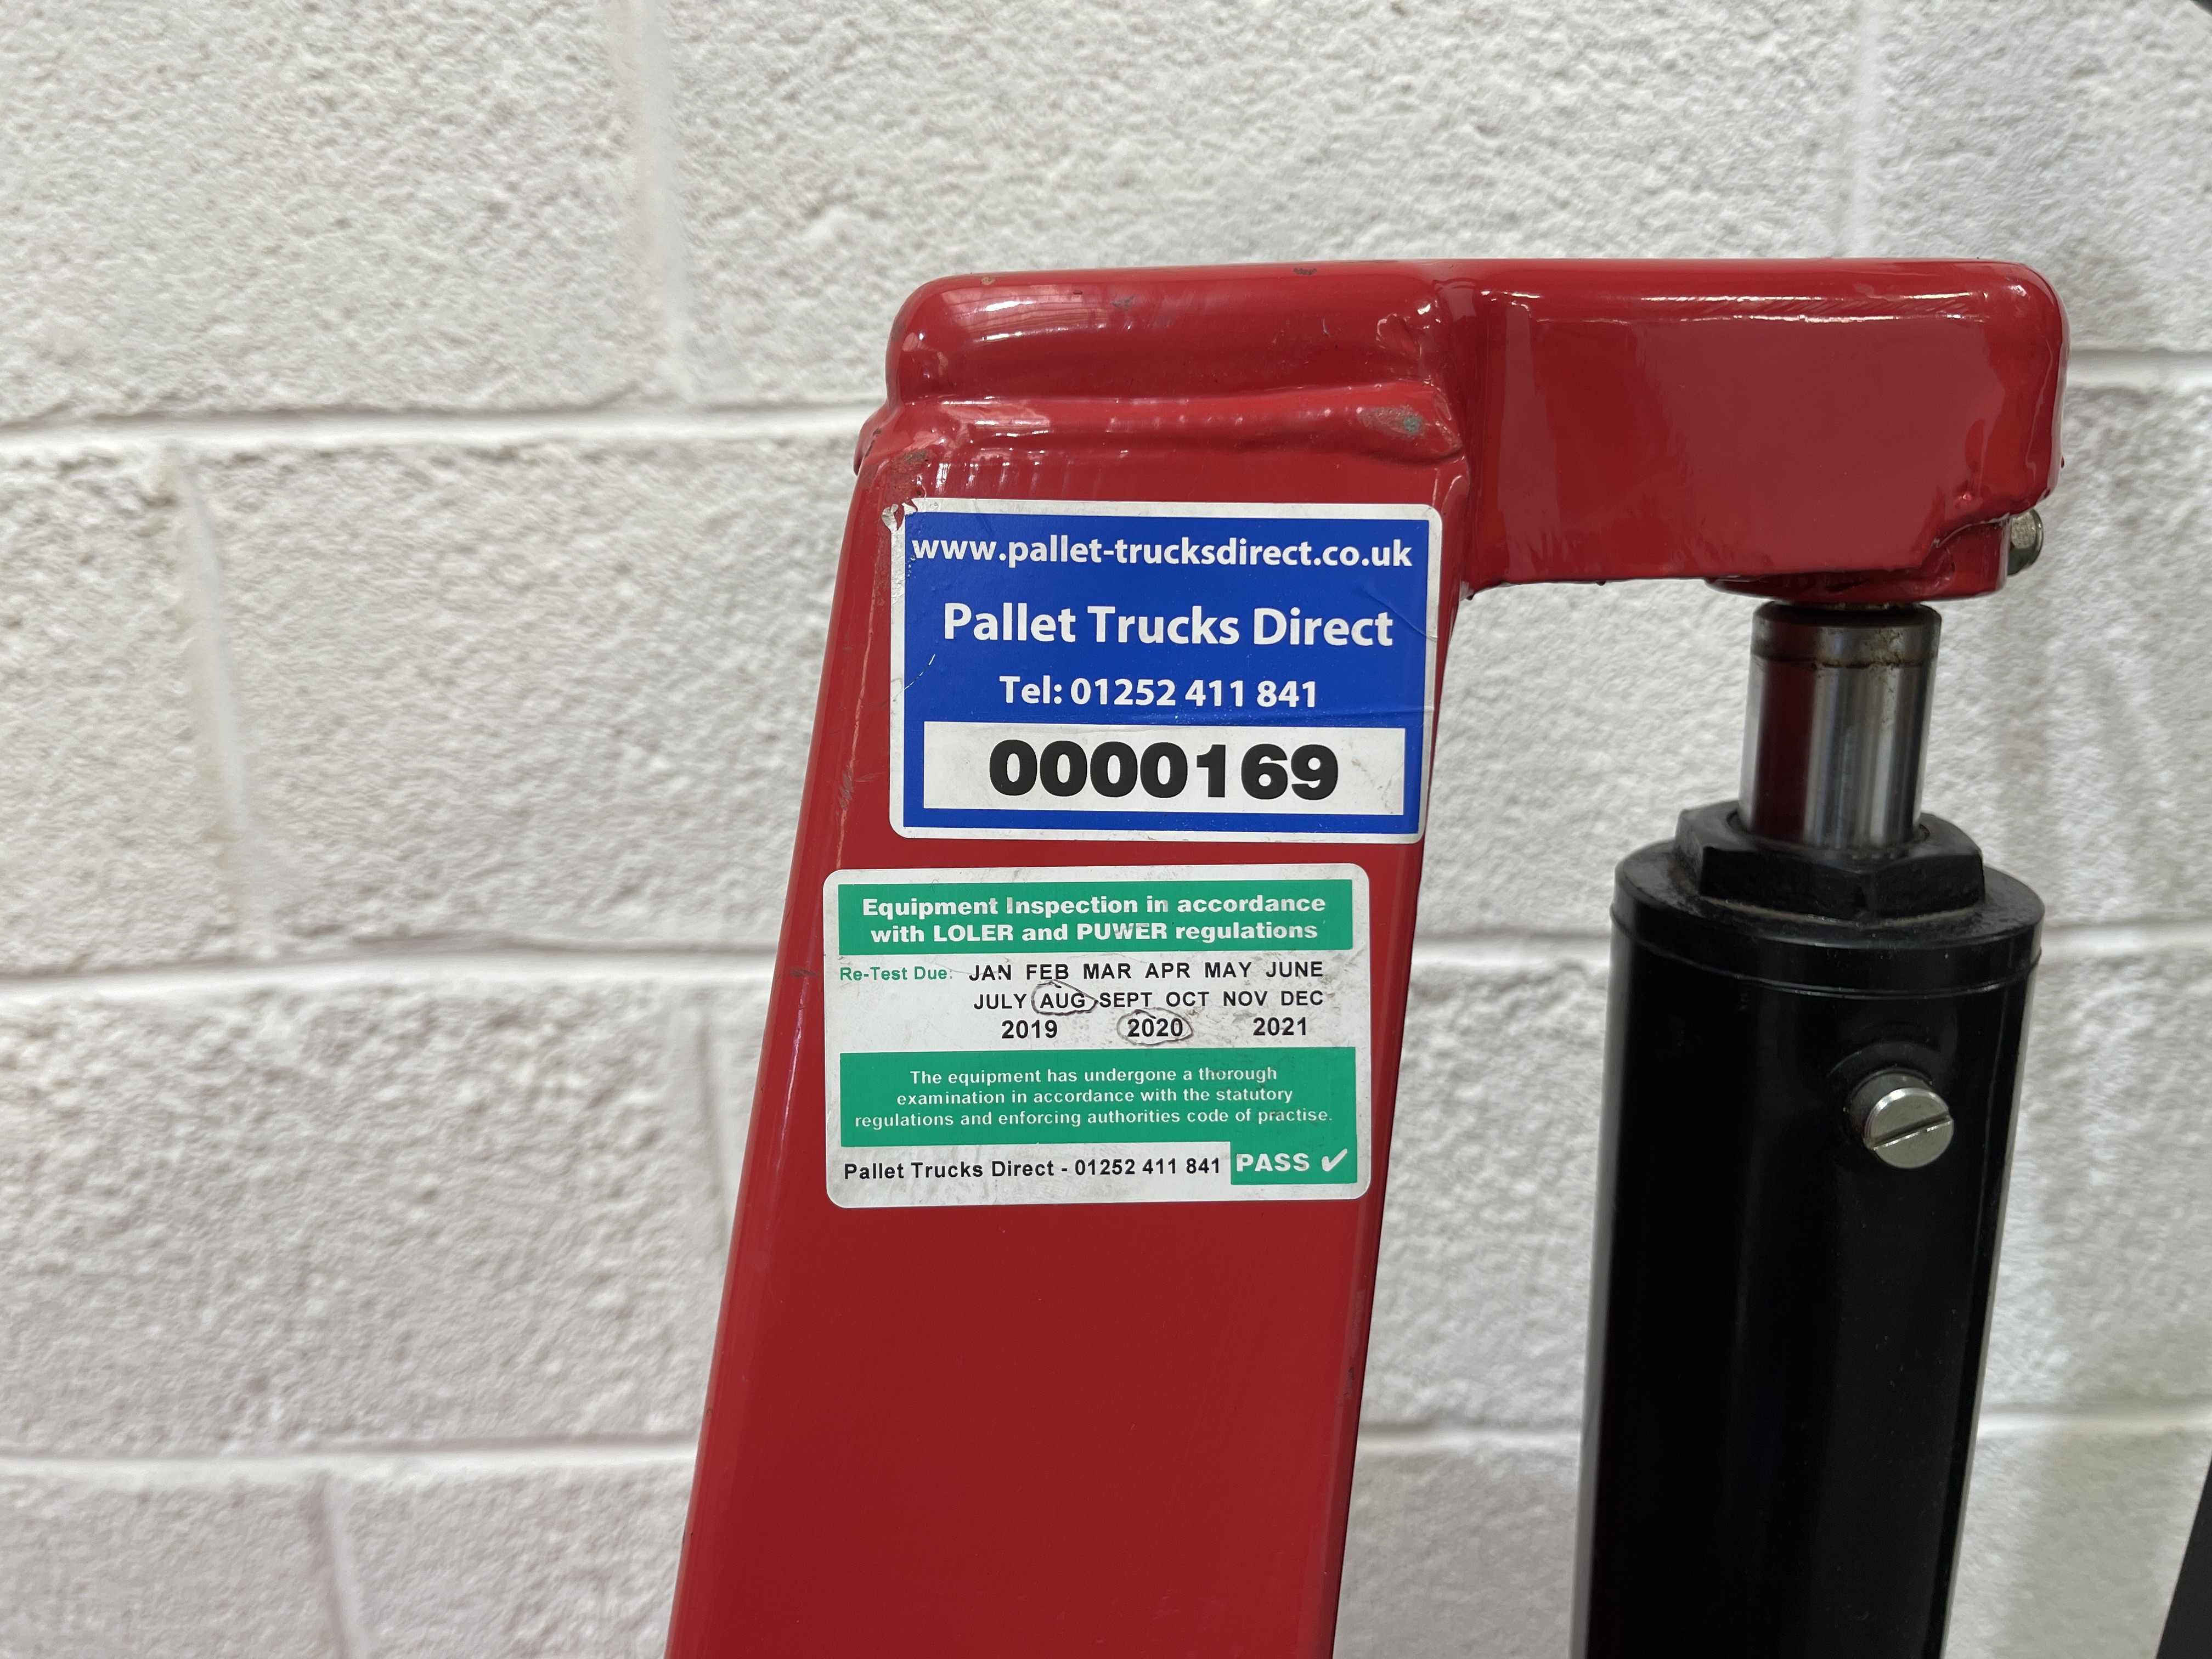 www.pallet-trucksdirect.co.uk
Pallet Trucks Direct
Tel: 01252 411 841
0000169
Equipment Inspection in accordance
with LOLER and PUWER regulations
Re-Test Due: JAN FEB MAR APR MAY JUNE
JULY AUG SEPT OCT NOV DEC
2019 2020 2021
The equipment has undergone a thorough
examination in accordance with the statutory
regulations and enforcing authorities code of practise.
Pallet Trucks Direct - 01252 411 841 PASS ✓